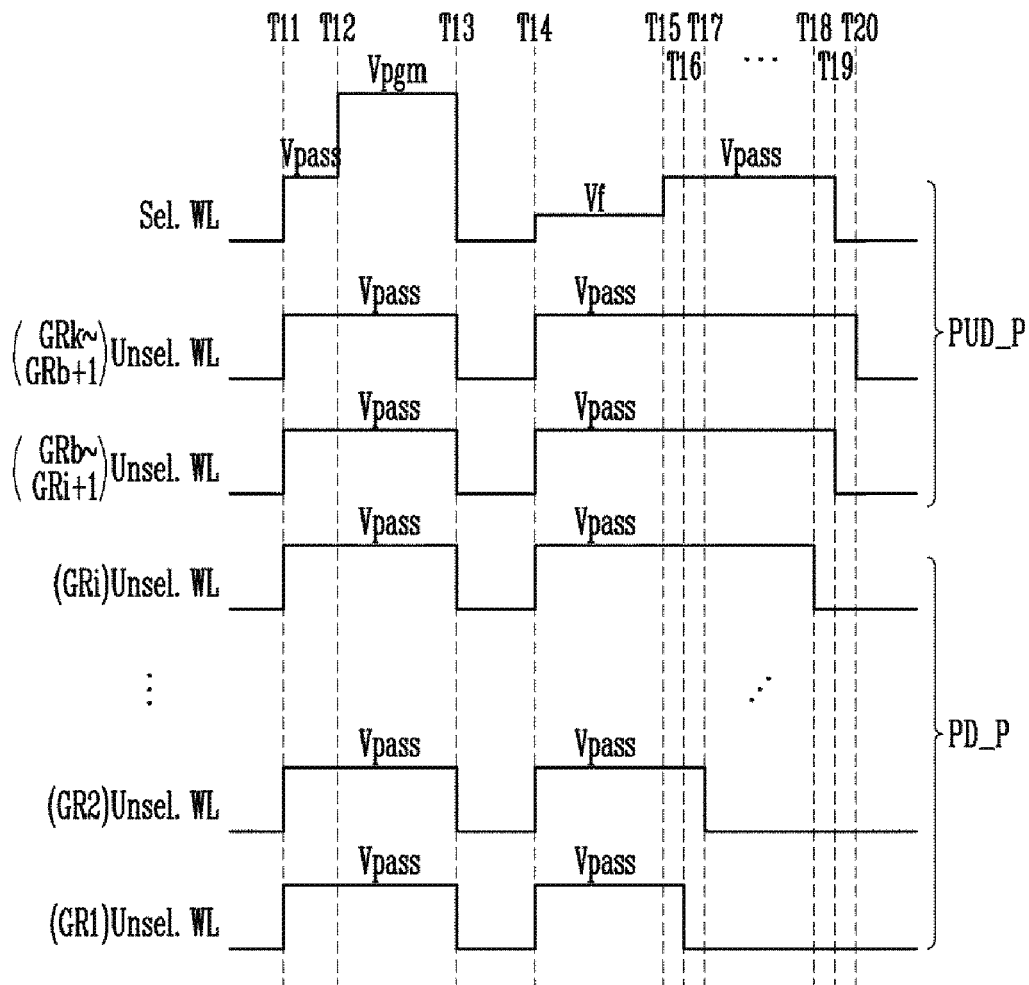 T11 T12 T13 T14 T15 T17 T18 T20
T16 ... T19
Vpgm
Vpass Vpass
Sel. WL Vf
Vpass Vpass
(GRk~
GRb+1)Unsel. WL
PUD_P
Vpass Vpass
(GRb~
GRi+1)Unsel. WL
Vpass Vpass
(GRi)Unsel. WL
PD_P
Vpass Vpass
(GR2)Unsel. WL
Vpass Vpass
(GR1)Unsel. WL